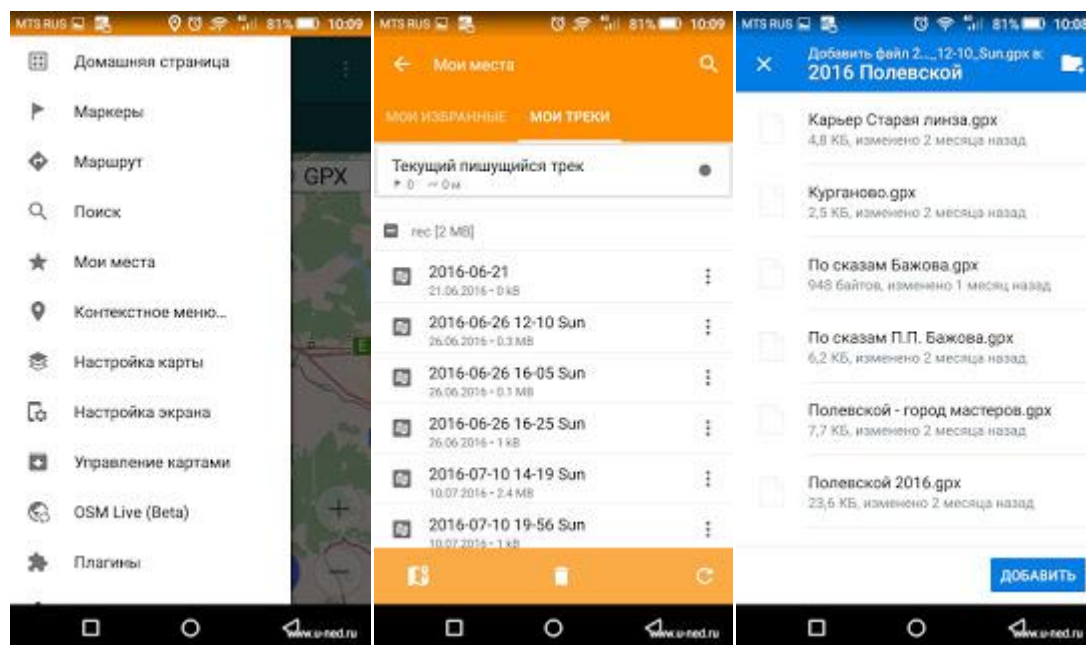 MTS RUS 81% 10:09
Домашняя страница
Маркеры
Маршрут
GPX
Поиск
Мои места
Контекстное меню...
Настройка карты
Настройка экрана
Управление картами
OSM Live (Beta)
Плагины
www.u-ned.ru
MTS RUS 81% 10:09
Мои места
МОИ ИЗБРАННЫЕ МОИ ТРЕКИ
Текущий пишущийся трек
0 ~ 0 м
rec [2 MB]
2016-06-21
21.06.2016 • 0 kB
2016-06-26 12-10 Sun
26.06.2016 • 0.3 MB
2016-06-26 16-05 Sun
26.06.2016 • 0.1 MB
2016-06-26 16-25 Sun
26.06.2016 • 1 kB
2016-07-10 14-19 Sun
10.07.2016 • 2.4 MB
2016-07-10 19-56 Sun
10.07.2016 • 1 kB
www.u-ned.ru
MTS RUS 81% 10:08
Добавить файл 2..._12-10_Sun.gpx в:
2016 Полевской
Карьер Старая линза.gpx
4,8 КБ, изменено 2 месяца назад
Курганово.gpx
2,5 КБ, изменено 2 месяца назад
По сказам Бажова.gpx
948 байтов, изменено 1 месяц назад
По сказам П.П. Бажова.gpx
6,2 КБ, изменено 2 месяца назад
Полевской - город мастеров.gpx
7,7 КБ, изменено 2 месяца назад
Полевской 2016.gpx
23,6 КБ, изменено 2 месяца назад
ДОБАВИТЬ
www.u-ned.ru